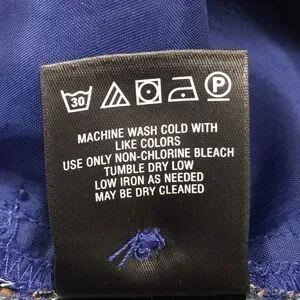 30 P
MACHINE WASH COLD WITH
LIKE COLORS
USE ONLY NON-CHLORINE BLEACH
TUMBLE DRY LOW
LOW IRON AS NEEDED
MAY BE DRY CLEANED